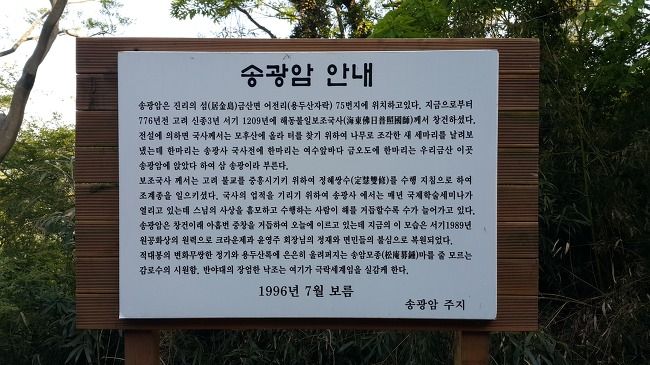 송광암 안내
송광암은 진리의 섬(居金島)금산면 어전리(용두산자락) 75번지에 위치하고있다. 지금으로부터
776년전 고려 신종3년 서기 1209년에 해동불일보조국사(海東佛日普照國師)께서 창건하셨다.
전설에 의하면 국사께서는 모후산에 올라 터를 찾기 위하여 나무로 조각한 새 세마리를 날려보
냈는데 한마리는 송광사 국사전에 한마리는 여수앞바다 금오도에 한마리는 우리금산 이곳
송광암에 앉았다 하여 삼 송광이라 부른다.
보조국사 께서는 고려 불교를 중흥시키기 위하여 정혜쌍수(定慧雙修)를 수행 지침으로 하여
조계종을 일으키셨다. 국사의 업적을 기리기 위하여 송광사 에서는 매년 국제학술세미나가
열리고 있는데 스님의 사상을 흠모하고 수행하는 사람이 해를 거듭할수록 수가 늘어가고 있다.
송광암은 창건이래 아홉번 중창을 거듭하여 오늘에 이르고 있는데 지금의 이 모습은 서기1989년
원공화상의 원력으로 크라운제과 윤영주 회장님의 정재와 면민들의 불심으로 복원되었다.
적대봉의 변화무쌍한 정기와 용두산록에 은은히 울려퍼지는 송암모종(松庵募鍾)마를 줄 모르는
감로수의 시원함. 반야대의 장엄한 낙조는 여기가 극락세계임을 실감케 한다.
1996년 7월 보름
송광암 주지